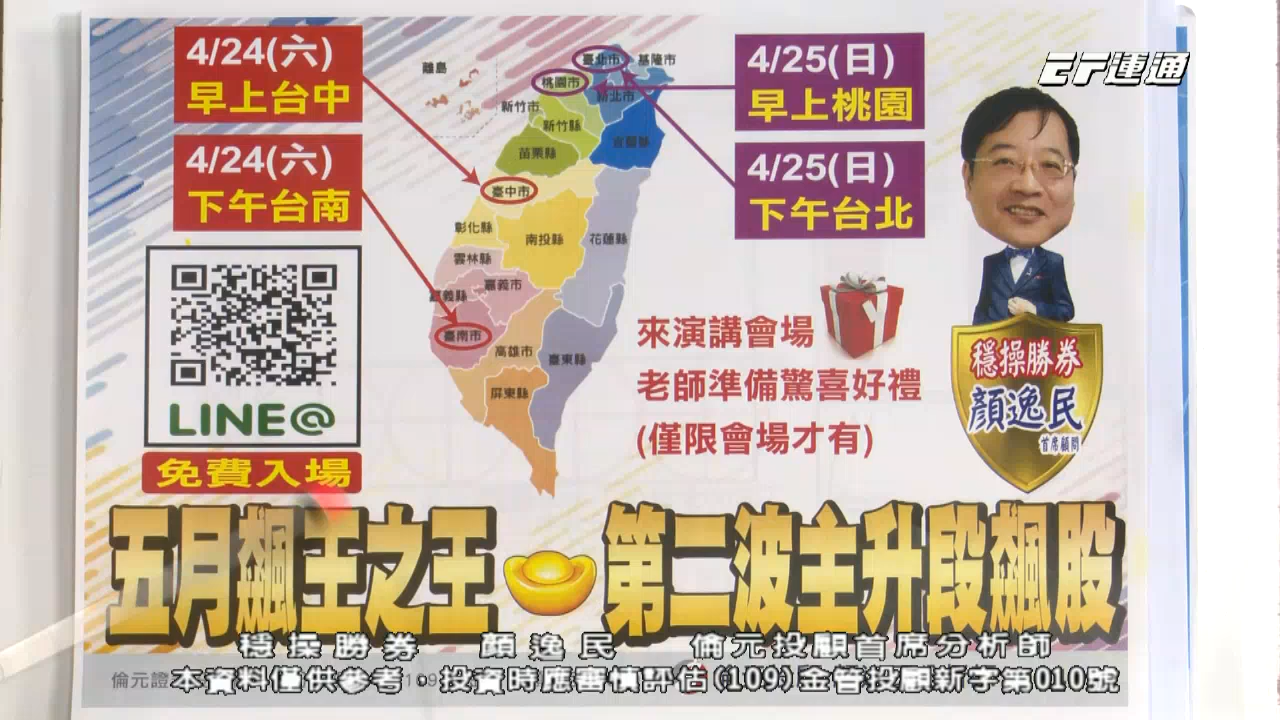 4/24(六)
早上台中
4/24(六)
下午台南
LINE@
免費入場
離島
臺北市
基隆市
桃園市
新北市
新竹市
新竹縣
宜蘭縣
苗栗縣
臺中市
彰化縣
南投縣
花蓮縣
雲林縣
嘉義市
嘉義縣
臺南市
高雄市
臺東縣
屏東縣
4/25(日)
早上桃園
4/25(日)
下午台北
ET運通
來演講會場
老師準備驚喜好禮
(僅限會場才有)
穩操勝券
顏逸民
首席顧問
五月飆王之王 第二波主升段飆股
穩操勝券 顏逸民 倫元投顧首席分析師
倫元證
本資料僅供參考。投資時應審慎評估(109)金管投顧新字第010號